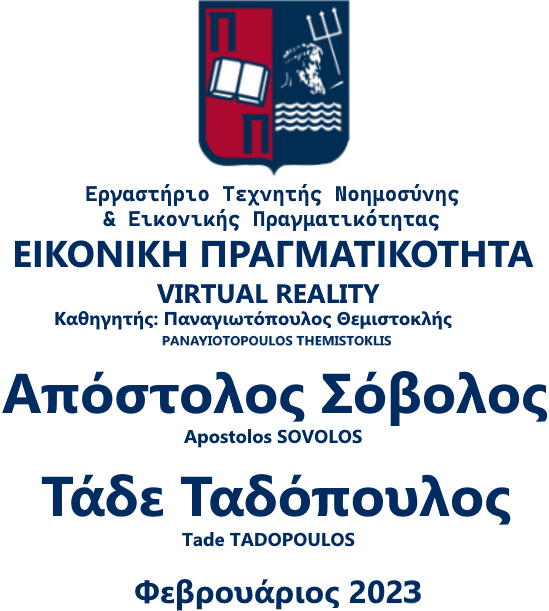 Π
Π
Εργαστήριο Τεχνητής Νοημοσύνης
& Εικονικής Πραγματικότητας
ΕΙΚΟΝΙΚΗ ΠΡΑΓΜΑΤΙΚΟΤΗΤΑ
VIRTUAL REALITY
Καθηγητής: Παναγιωτόπουλος Θεμιστοκλής
PANAYIOTOPOULOS THEMISTOKLIS
Απόστολος Σόβολος
Apostolos SOVOLOS
Τάδε Ταδόπουλος
Tade TADOPOULOS
Φεβρουάριος 2023